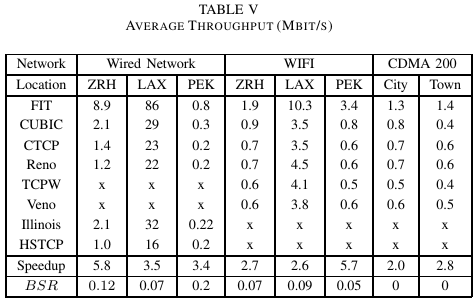 TABLE V
AVERAGE THROUGHPUT (MBIT/S)
Network Wired Network WIFI CDMA 200
Location ZRH LAX PEK ZRH LAX PEK City Town
FIT 8.9 86 0.8 1.9 10.3 3.4 1.3 1.4
CUBIC 2.1 29 0.3 0.9 3.5 0.8 0.8 0.4
CTCP 1.4 23 0.2 0.7 3.5 0.6 0.7 0.6
Reno 1.2 22 0.2 0.7 4.5 0.6 0.7 0.6
TCPW x x x 0.6 4.1 0.5 0.5 0.4
Veno x x x 0.6 3.8 0.6 0.6 0.5
Illinois 2.1 32 0.22 x x x x x
HSTCP 1.0 16 0.2 x x x x x
Speedup 5.8 3.5 3.4 2.7 2.6 5.7 2.0 2.8
BSR 0.12 0.07 0.2 0.07 0.09 0.05 0 0